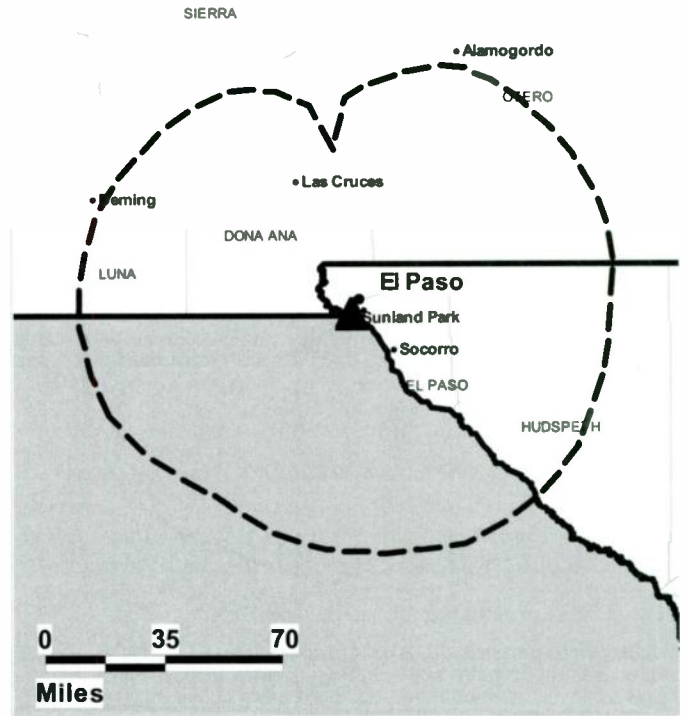 SIERRA
Alamogordo
OTERO
Las Cruces
Deming
DONA ANA
LUNA
El Paso
Sunland Park
Socorro
EL PASO
HUDSPETH
0 35 70
Miles